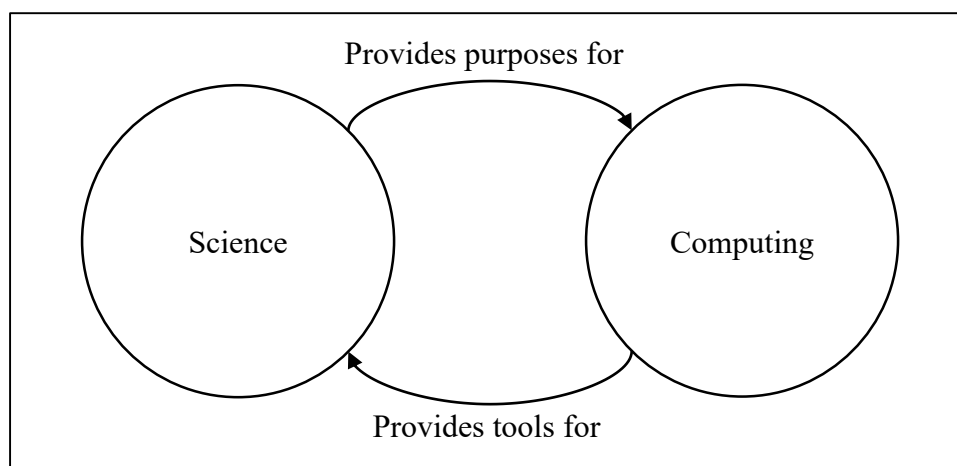 Provides purposes for
Science
Computing
Provides tools for